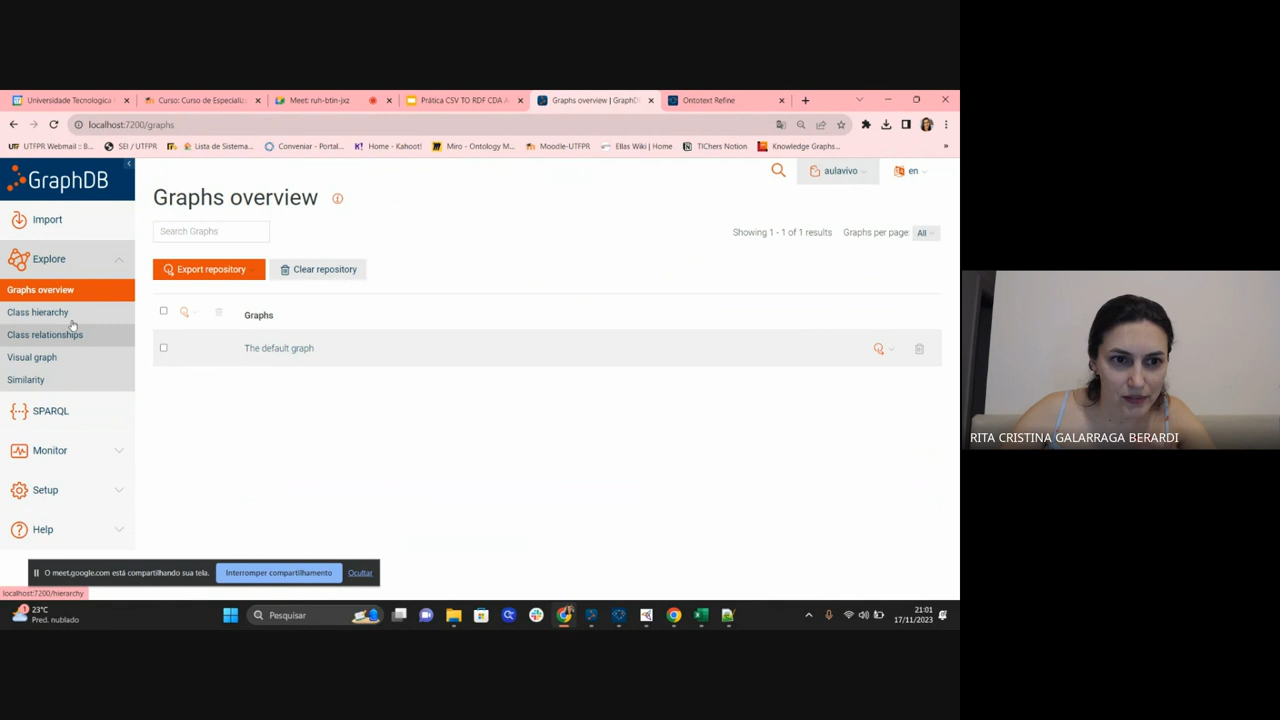 Universidade Tecnologica
Curso: Curso de Especializ
Meet: ruh-btin-jxz
Prática CSV TO RDF CDA A
Graphs overview | GraphD
Ontotext Refine
localhost:7200/graphs
UTFPR Webmail :: B...
SEI / UTFPR
Lista de Sistema...
Conveniar - Portal...
Home - Kahoot!
Miro - Ontology M...
Moodle-UTFPR
Ellas Wiki | Home
TIChers Notion
Knowledge Graphs...
GraphDB
Import
Explore
Graphs overview
Class hierarchy
Class relationships
Visual graph
Similarity
SPARQL
Monitor
Setup
Help
aulavivo
en
Graphs overview
Search Graphs
Showing 1 - 1 of 1 results
Graphs per page: All
Export repository
Clear repository
Graphs
The default graph
O meet.google.com está compartilhando sua tela.
Interromper compartilhamento
Ocultar
localhost:7200/hierarchy
23°C
Pred. nublado
Pesquisar
21:01
17/11/2023
RITA CRISTINA GALARRAGA BERARDI